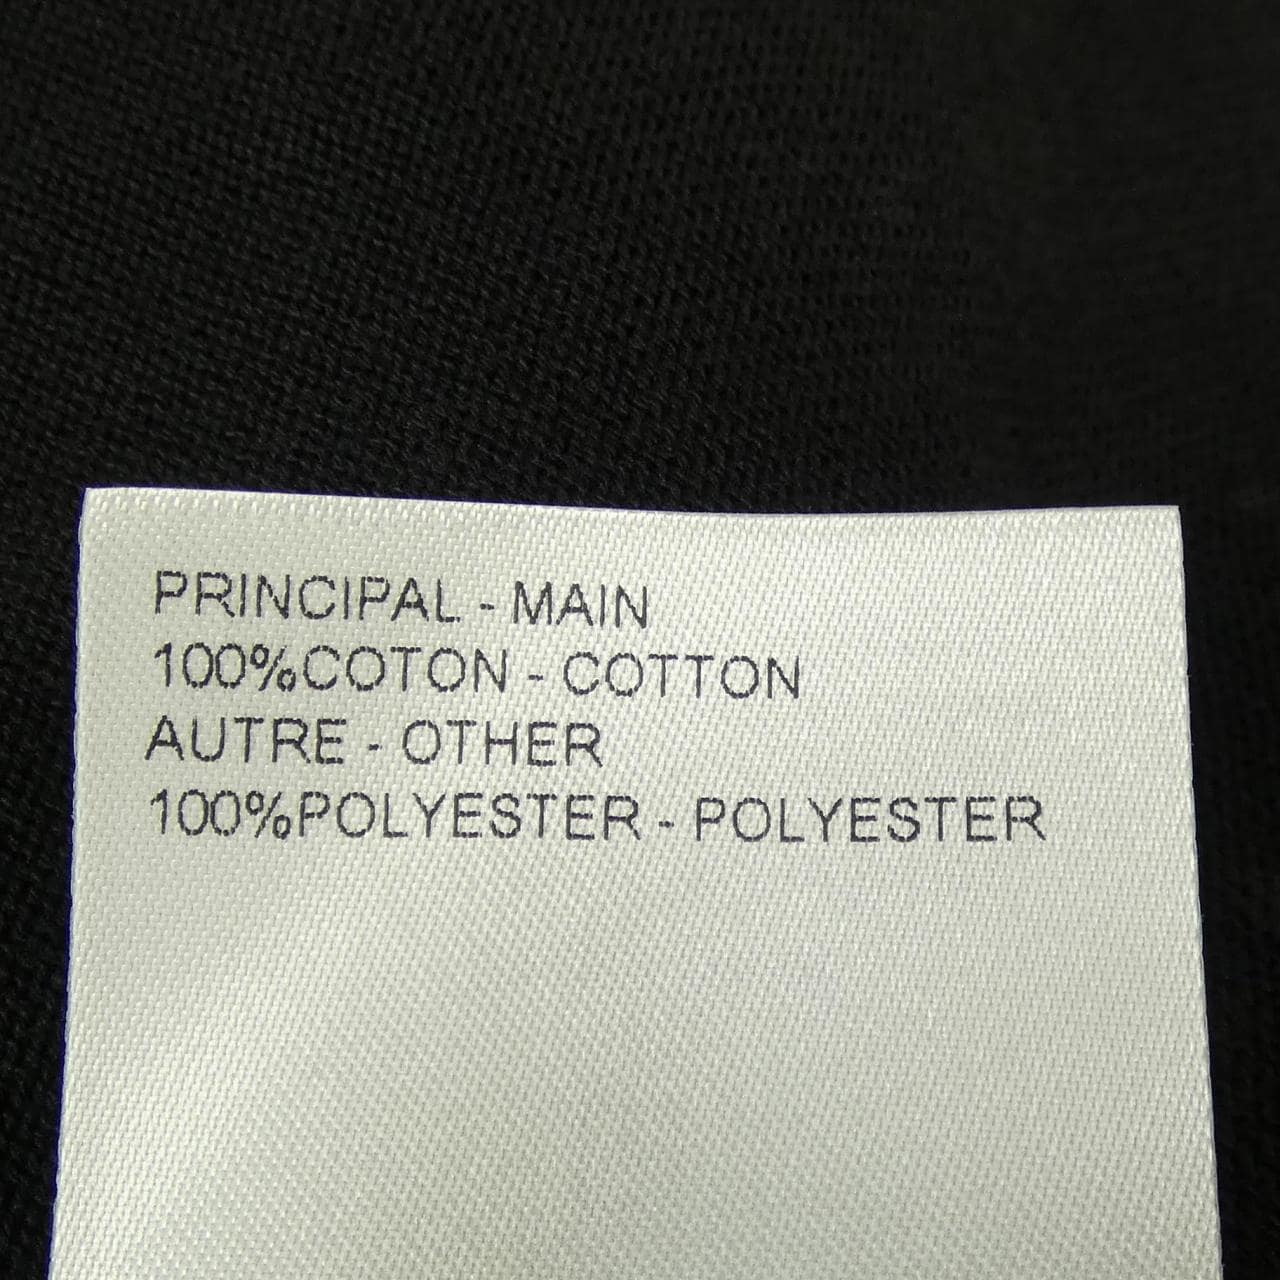 PRINCIPAL - MAIN
100%COTON - COTTON
AUTRE - OTHER
100%POLYESTER - POLYESTER